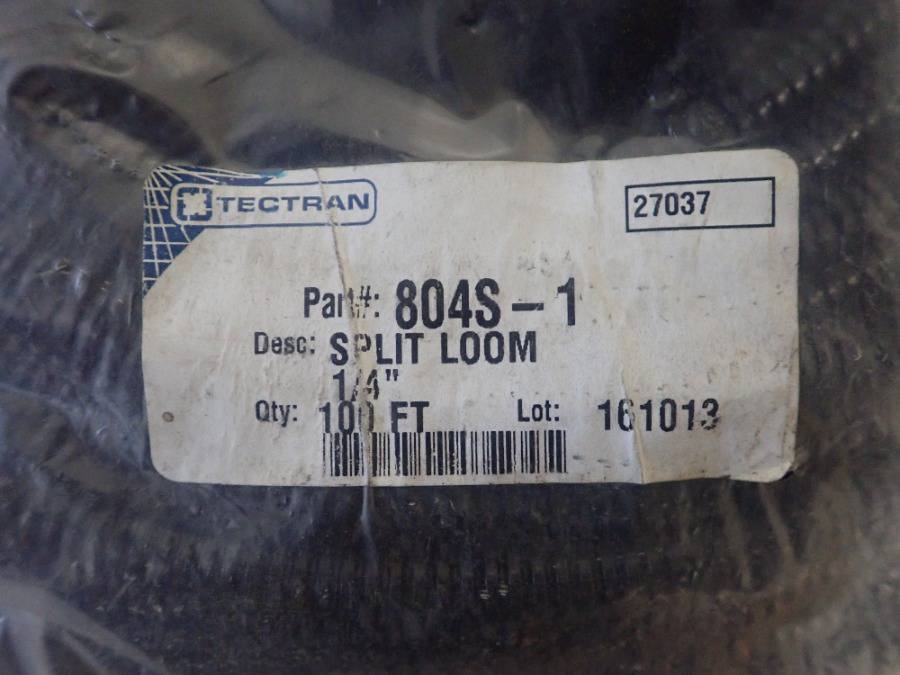 TECTRAN
27037
Part#: 804S-1
Desc: SPLIT LOOM
1/4"
Qty: 100 FT Lot: 161013